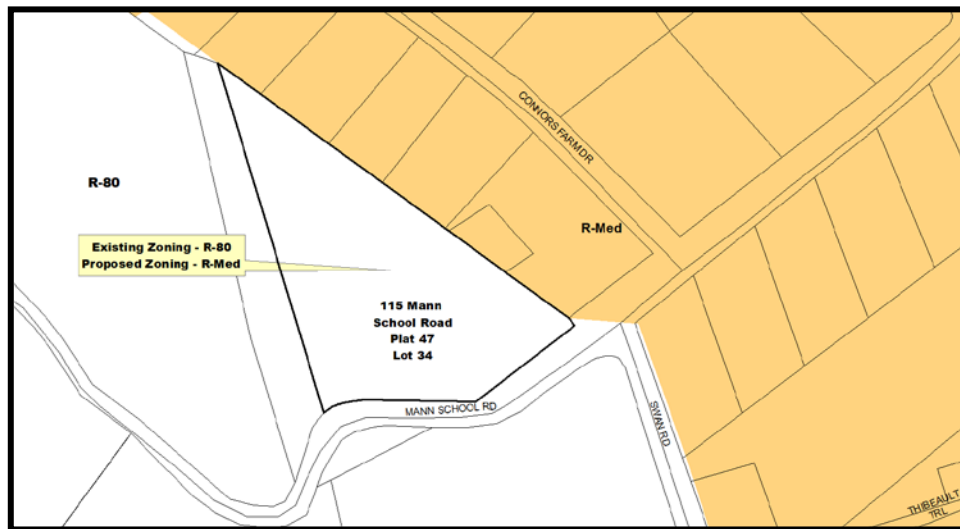 CONNORS FARM DR
R-80
R-Med
Existing Zoning - R-80
Proposed Zoning - R-Med
115 Mann
School Road
Plat 47
Lot 34
MANN SCHOOL RD
SWAN RD
THIBEAULT
TRL